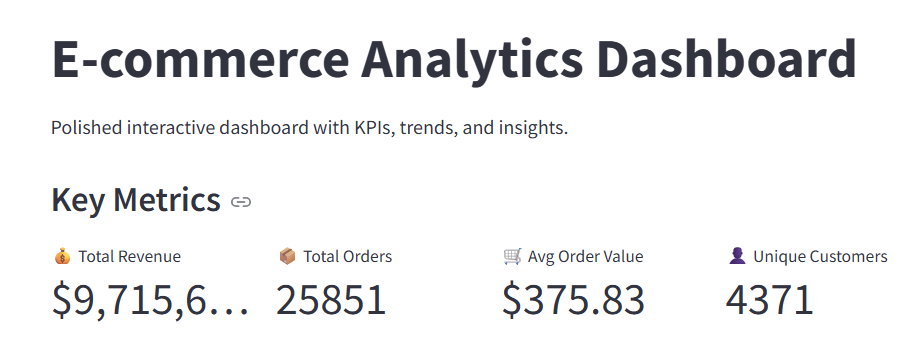 E-commerce Analytics Dashboard
Polished interactive dashboard with KPIs, trends, and insights.
Key Metrics
Total Revenue Total Orders Avg Order Value Unique Customers
$9,715,6... 25851 $375.83 4371